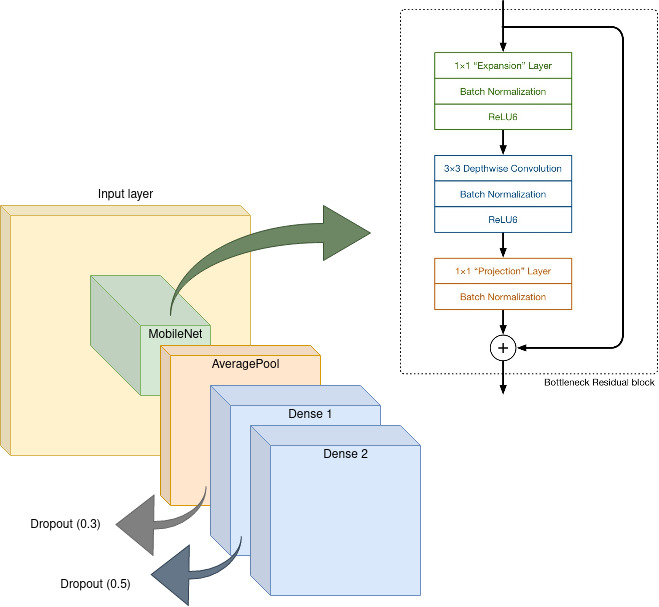 1×1 “Expansion” Layer
Batch Normalization
ReLU6
3×3 Depthwise Convolution
Batch Normalization
ReLU6
1×1 “Projection” Layer
Batch Normalization
+
Bottleneck Residual block
Input layer
MobileNet
AveragePool
Dense 1
Dense 2
Dropout (0.3)
Dropout (0.5)